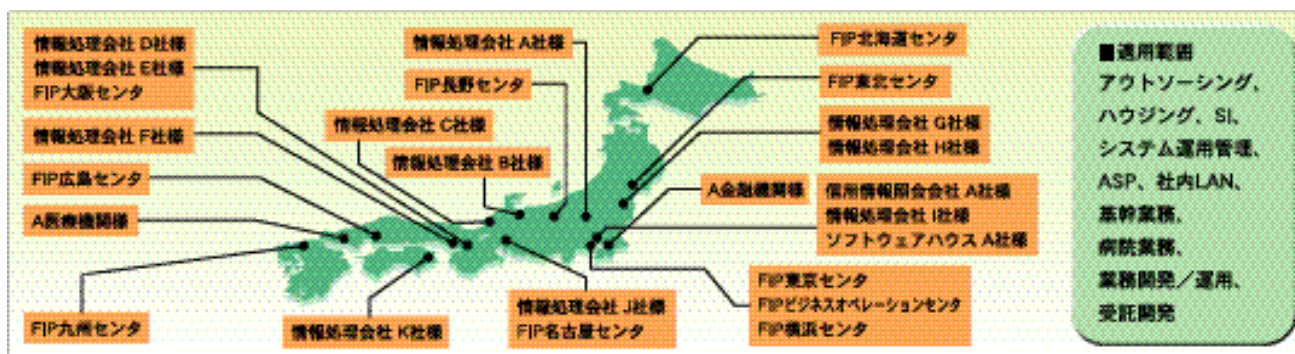 情報処理会社 D社様
情報処理会社 E社様
FIP大阪センタ
情報処理会社 F社様
FIP広島センタ
A医療機関様
FIP九州センタ
情報処理会社 A社様
FIP長野センタ
情報処理会社 C社様
情報処理会社 B社様
情報処理会社 K社様
情報処理会社 J社様
FIP名古屋センタ
FIP北海道センタ
FIP東北センタ
情報処理会社 G社様
情報処理会社 H社様
A金融機関様
信用情報照会会社 A社様
情報処理会社 I社様
ソフトウェアハウス A社様
FIP東京センタ
FIPビジネスオペレーションセンタ
FIP横浜センタ
■適用範囲
アウトソーシング、
ハウジング、SI、
システム運用管理、
ASP、社内LAN、
基幹業務、
病院業務、
業務開発／運用、
受託開発